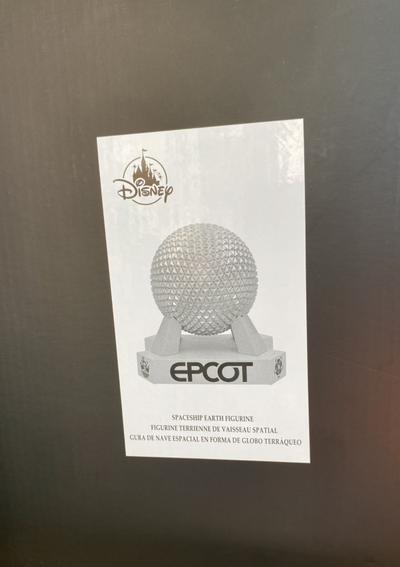 Disney
EPCOT
SPACESHIP EARTH FIGURINE
FIGURINE TERRIENNE DE VAISSEAU SPATIAL
GURA DE NAVE ESPACIAL EN FORMA DE GLOBO TERRÁQUEO